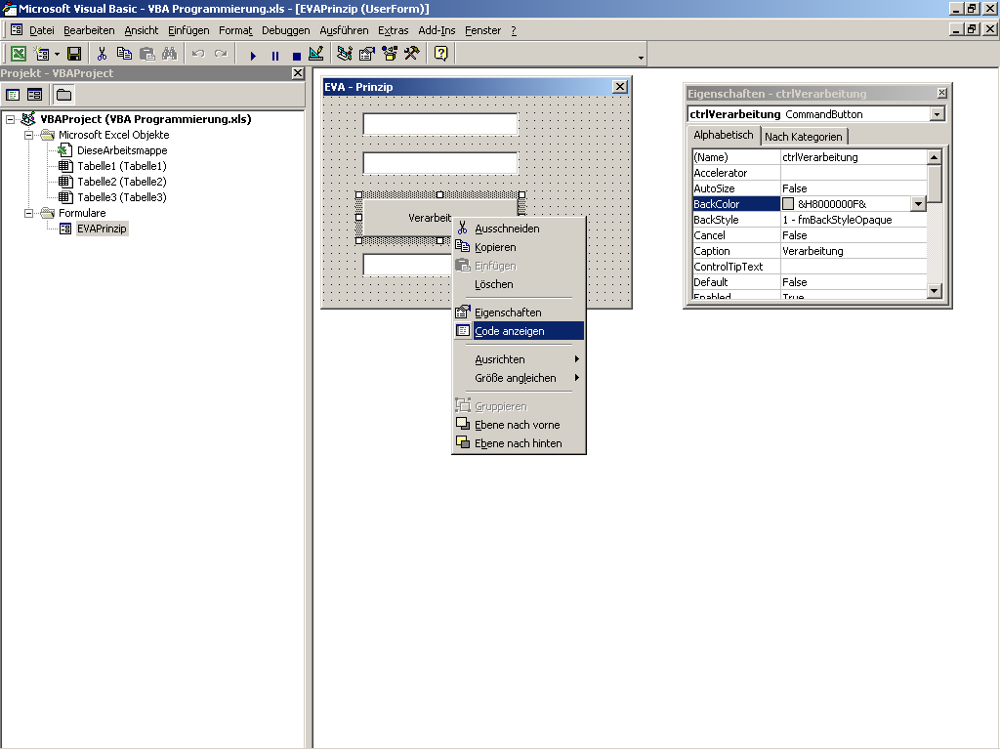 Microsoft Visual Basic - VBA Programmierung.xls - [EVAPrinzip (UserForm)]
Datei Bearbeiten Ansicht Einfügen Format Debuggen Ausführen Extras Add-Ins Fenster ?
Projekt - VBAProject
VBAProject (VBA Programmierung.xls)
Microsoft Excel Objekte
DieseArbeitsmappe
Tabelle1 (Tabelle1)
Tabelle2 (Tabelle2)
Tabelle3 (Tabelle3)
Formulare
EVAPrinzip
EVA - Prinzip
Verarbeit
Ausschneiden
Kopieren
Einfügen
Löschen
Eigenschaften
Code anzeigen
Ausrichten
Größe angleichen
Gruppieren
Ebene nach vorne
Ebene nach hinten
Eigenschaften - ctrlVerarbeitung
ctrlVerarbeitung CommandButton
Alphabetisch Nach Kategorien
(Name) ctrlVerarbeitung
Accelerator
AutoSize False
BackColor &H8000000F&
BackStyle 1 - fmBackStyleOpaque
Cancel False
Caption Verarbeitung
ControlTipText
Default False
Enabled True